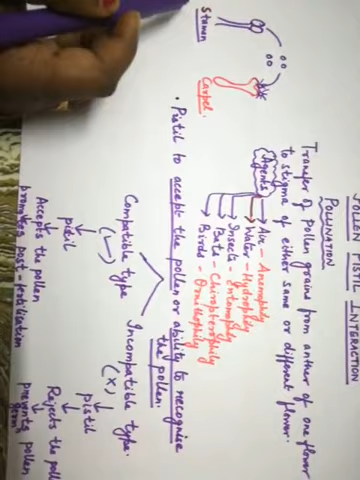 POLLEN PISTIL INTERACTION
POLLINATION
Transfer of pollen grains from anther of one flower
to stigma of either same or different flower.
Agents
Air - Anemophily
Water - Hydrophily
Insects - Entomophily
Bats - Chiropterophily
Birds - Ornithophily
Stamen
Carpel.
• Pistil to accept the pollen or ability to recognise
the pollen.
Compatible type
(✓)
pistil
Accepts the pollen
promotes post-fertilisation
Incompatible type.
(x)
pistil
Rejects the poll
prevents pollen
germ